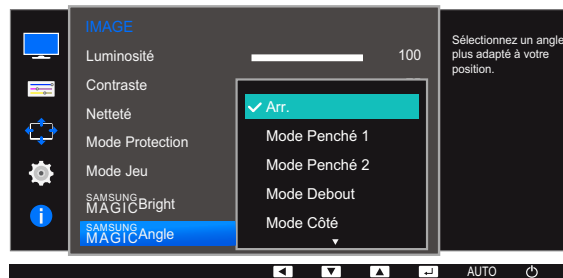 IMAGE
Luminosité 100
Contraste
Netteté
Mode Protection
Mode Jeu
SAMSUNG
MAGICBright
SAMSUNG
MAGICAngle
Arr.
Mode Penché 1
Mode Penché 2
Mode Debout
Mode Côté
Sélectionnez un angle
plus adapté à votre
position.
AUTO